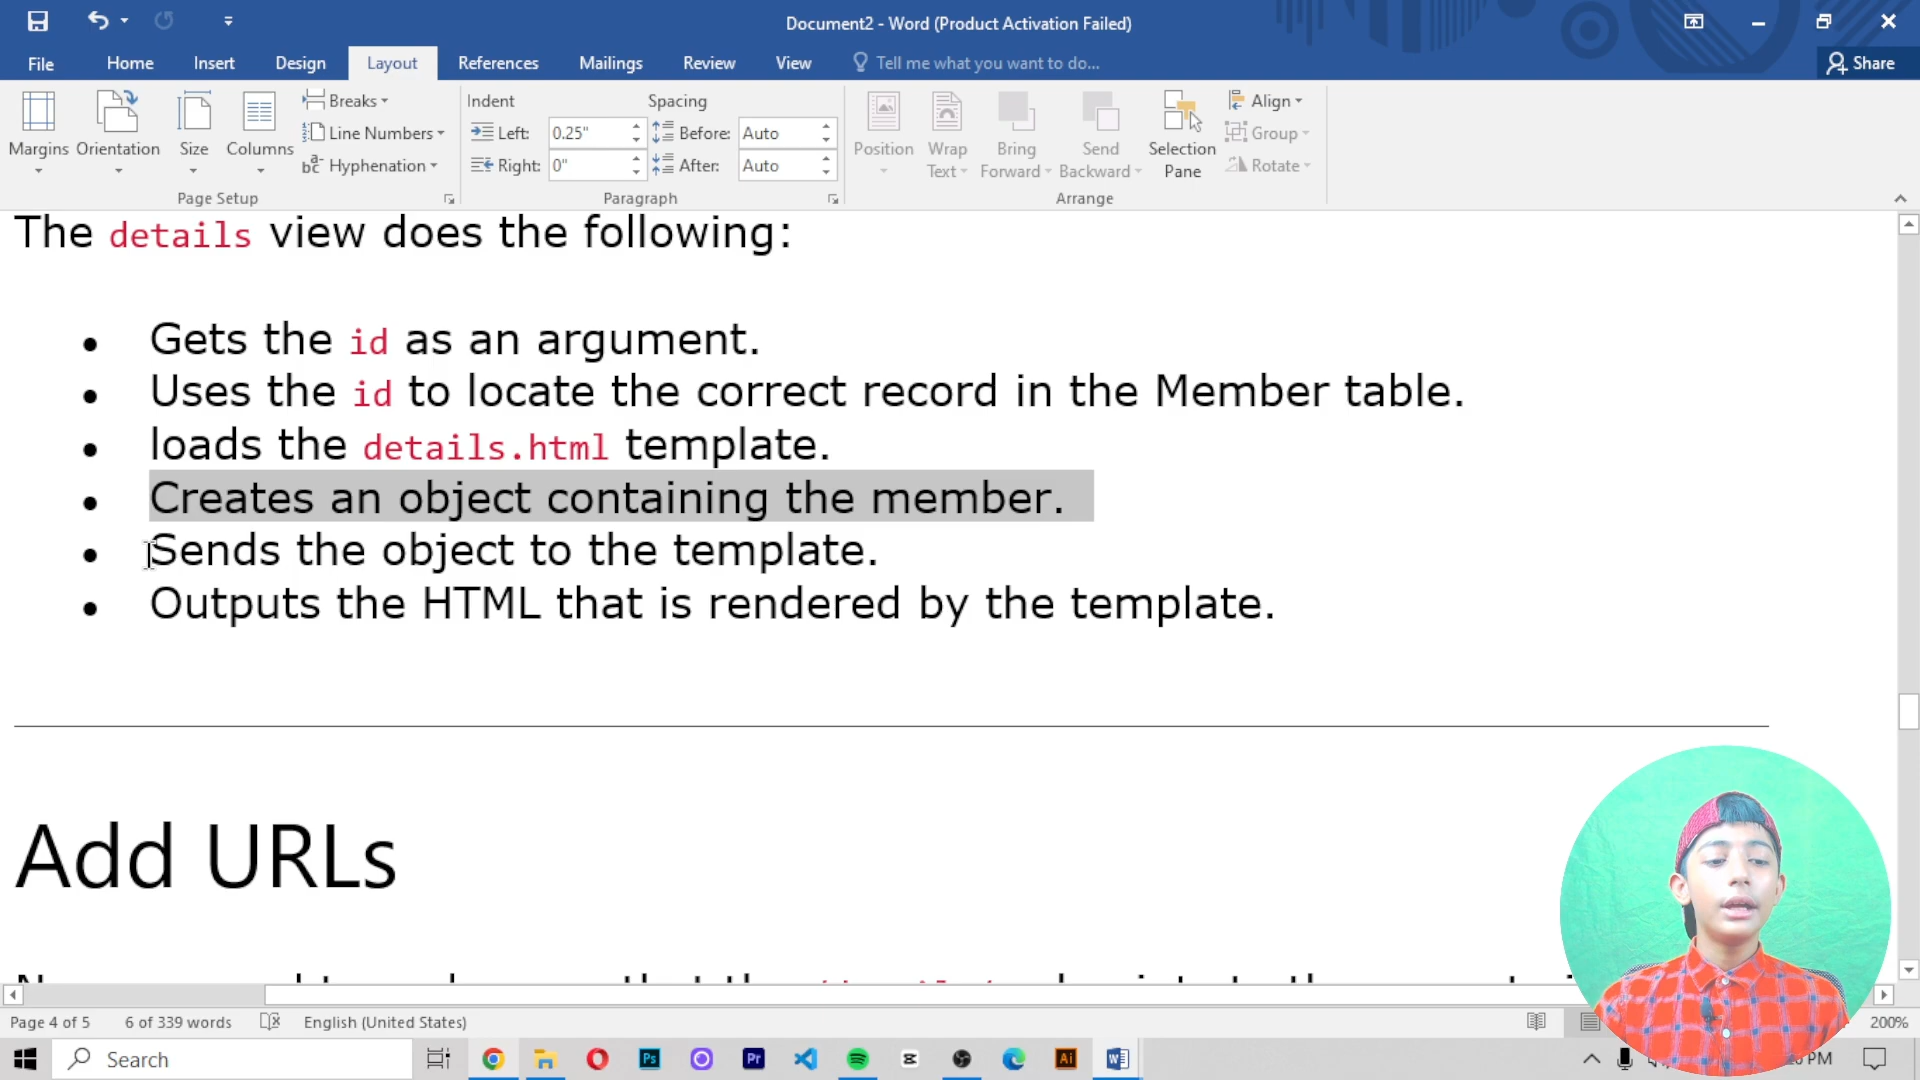 Document2 - Word (Product Activation Failed)
File Home Insert Design Layout References Mailings Review View Tell me what you want to do... Share
Margins Orientation Size Columns
Breaks
Line Numbers
Hyphenation
Page Setup
Indent
Left: 0.25"
Right: 0"
Spacing
Before: Auto
After: Auto
Paragraph
Position
Wrap Text
Bring Forward
Send Backward
Selection Pane
Align
Group
Rotate
Arrange
The details view does the following:
Gets the id as an argument.
Uses the id to locate the correct record in the Member table.
loads the details.html template.
Creates an object containing the member.
Sends the object to the template.
Outputs the HTML that is rendered by the template.
Add URLs
Page 4 of 5 6 of 339 words English (United States) 200%
Search
PM